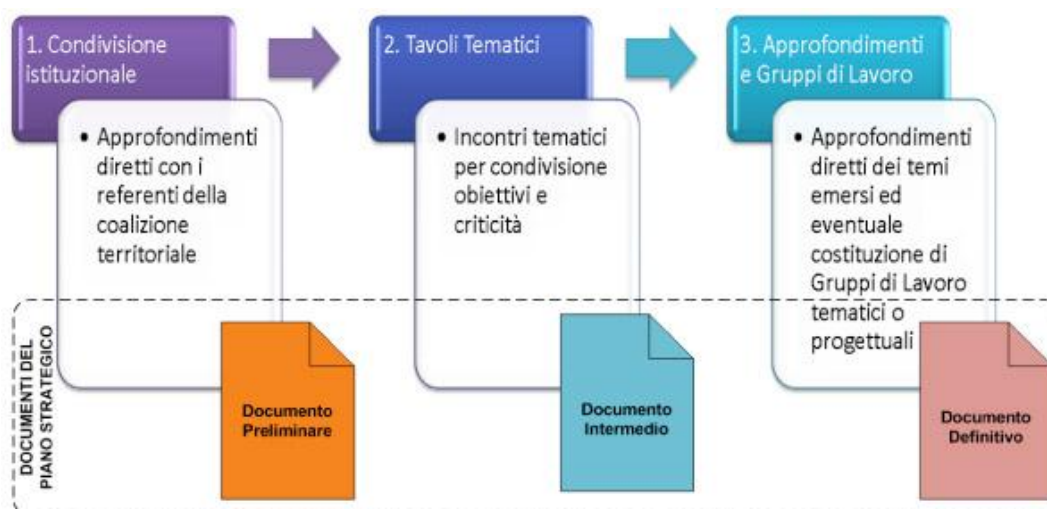 1. Condivisione
istituzionale
• Approfondimenti
diretti con i
referenti della
coalizione
territoriale
2. Tavoli Tematici
• Incontri tematici
per condivisione
obiettivi e
criticità
3. Approfondimenti
e Gruppi di Lavoro
• Approfondimenti
diretti dei temi
emersi ed
eventuale
costituzione di
Gruppi di Lavoro
tematici o
progettuali
DOCUMENTI DEL
PIANO STRATEGICO
Documento
Preliminare
Documento
Intermedio
Documento
Definitivo